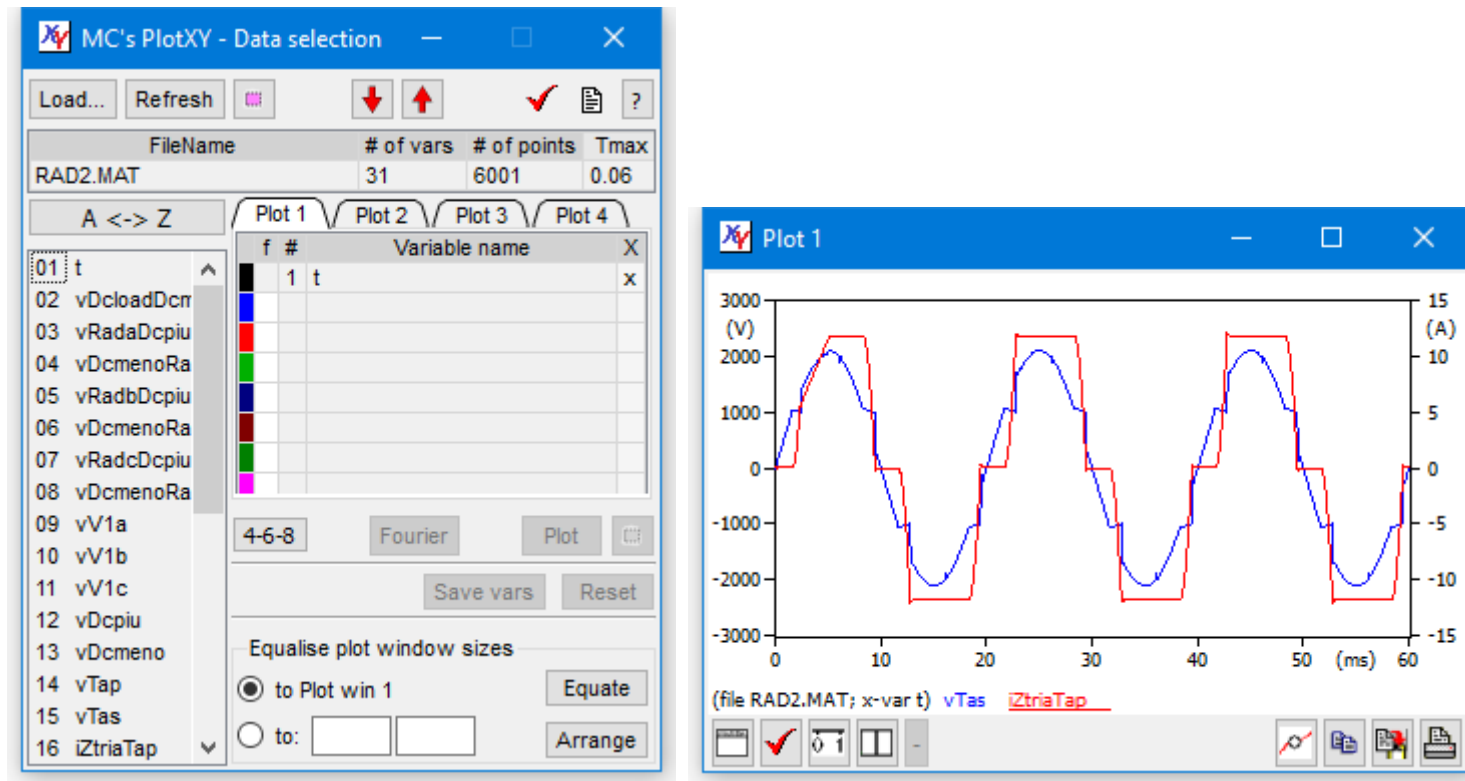 MC's PlotXY - Data selection
Load... Refresh ?
FileName # of vars # of points Tmax
RAD2.MAT 31 6001 0.06
A <-> Z
Plot 1 Plot 2 Plot 3 Plot 4
f # Variable name X
1 t x
01 t
02 vDcloadDcm
03 vRadaDcpiu
04 vDcmenoRa
05 vRadbDcpiu
06 vDcmenoRa
07 vRadcDcpiu
08 vDcmenoRa
09 vV1a
10 vV1b
11 vV1c
12 vDcpiu
13 vDcmeno
14 vTap
15 vTas
16 iZtriaTap
4-6-8 Fourier Plot
Save vars Reset
Equalise plot window sizes
to Plot win 1 Equate
to: Arrange
XY Plot 1
3000 15
(V) (A)
2000 10
1000 5
0 0
-1000 -5
-2000 -10
-3000 -15
0 10 20 30 40 50 (ms) 60
(file RAD2.MAT; x-var t) vTas iZtriaTap
0 1 -